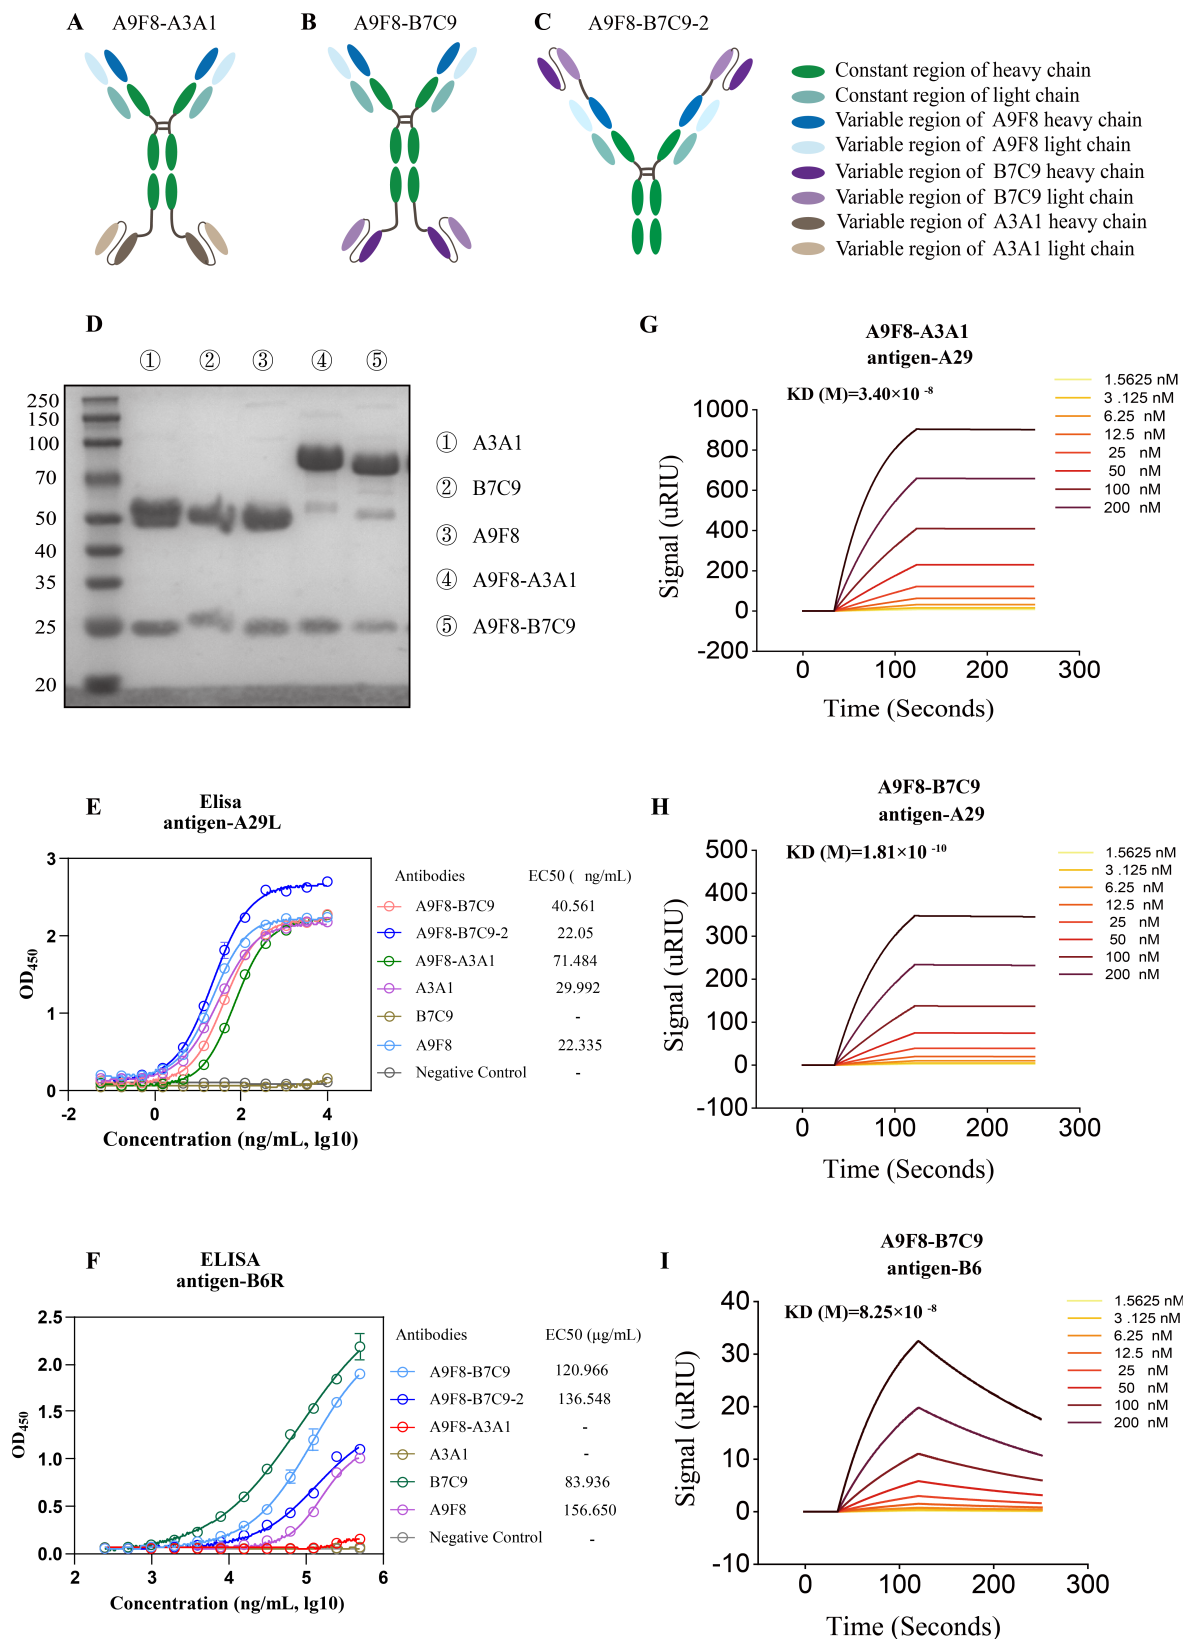 A A9F8-A3A1
B A9F8-B7C9
C A9F8-B7C9-2
Constant region of heavy chain
Constant region of light chain
Variable region of A9F8 heavy chain
Variable region of A9F8 light chain
Variable region of B7C9 heavy chain
Variable region of B7C9 light chain
Variable region of A3A1 heavy chain
Variable region of A3A1 light chain
D
① ② ③ ④ ⑤
250
150
100
70
50
40
35
25
20
① A3A1
② B7C9
③ A9F8
④ A9F8-A3A1
⑤ A9F8-B7C9
E
Elisa
antigen-A29L
OD450
3
2
1
0
-2 0 2 4
Concentration (ng/mL, lg10)
Antibodies EC50 ( ng/mL)
A9F8-B7C9 40.561
A9F8-B7C9-2 22.05
A9F8-A3A1 71.484
A3A1 29.992
B7C9 -
A9F8 22.335
Negative Control -
F
ELISA
antigen-B6R
OD450
2.5
2.0
1.5
1.0
0.5
0.0
2 3 4 5 6
Concentration (ng/mL, lg10)
Antibodies EC50 (μg/mL)
A9F8-B7C9 120.966
A9F8-B7C9-2 136.548
A9F8-A3A1 -
A3A1 -
B7C9 83.936
A9F8 156.650
Negative Control -
G
A9F8-A3A1
antigen-A29
KD (M)=3.40×10 -8
Signal (uRIU)
1000
800
600
400
200
0
-200
0 100 200 300
Time (Seconds)
1.5625 nM
3 .125 nM
6.25 nM
12.5 nM
25 nM
50 nM
100 nM
200 nM
H
A9F8-B7C9
antigen-A29
KD (M)=1.81×10 -10
Signal (uRIU)
500
400
300
200
100
0
-100
0 100 200 300
Time (Seconds)
1.5625 nM
3 .125 nM
6.25 nM
12.5 nM
25 nM
50 nM
100 nM
200 nM
I
A9F8-B7C9
antigen-B6
KD (M)=8.25×10 -8
Signal (uRIU)
40
30
20
10
0
-10
0 100 200 300
Time (Seconds)
1.5625 nM
3 .125 nM
6.25 nM
12.5 nM
25 nM
50 nM
100 nM
200 nM